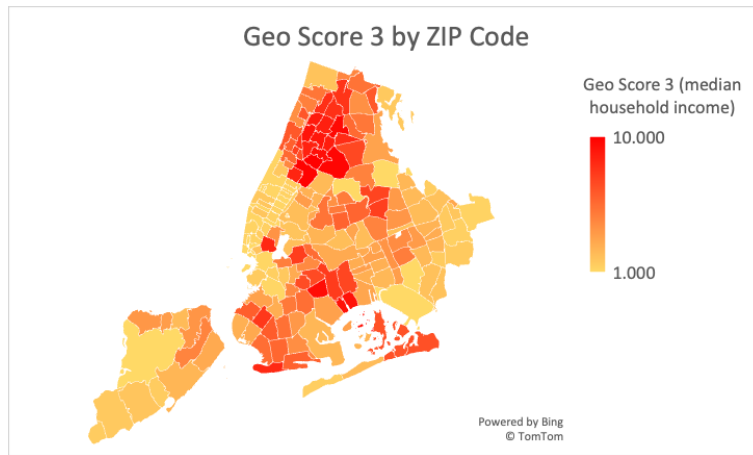 Geo Score 3 by ZIP Code
Geo Score 3 (median
household income)
10.000
1.000
Powered by Bing
© TomTom